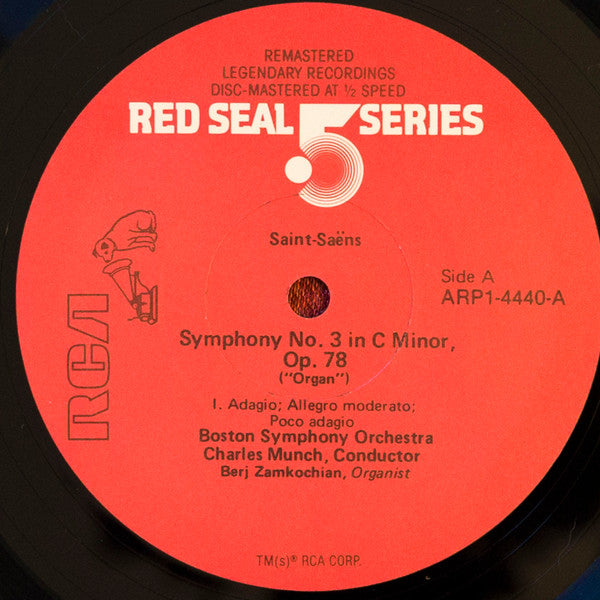 REMASTERED
LEGENDARY RECORDINGS
DISC-MASTERED AT ½ SPEED
RED SEAL 5 SERIES
Saint-Saëns
Side A
ARP1-4440-A
RCA
Symphony No. 3 in C Minor,
Op. 78
("Organ")
I. Adagio; Allegro moderato;
Poco adagio
Boston Symphony Orchestra
Charles Munch, Conductor
Berj Zamkochian, Organist
TM(s)® RCA CORP.